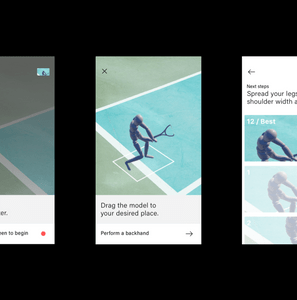 er.
en to begin
Drag the model to
your desired place.
Perform a backhand
Next steps
Spread your legs
shoulder width a
12 / Best